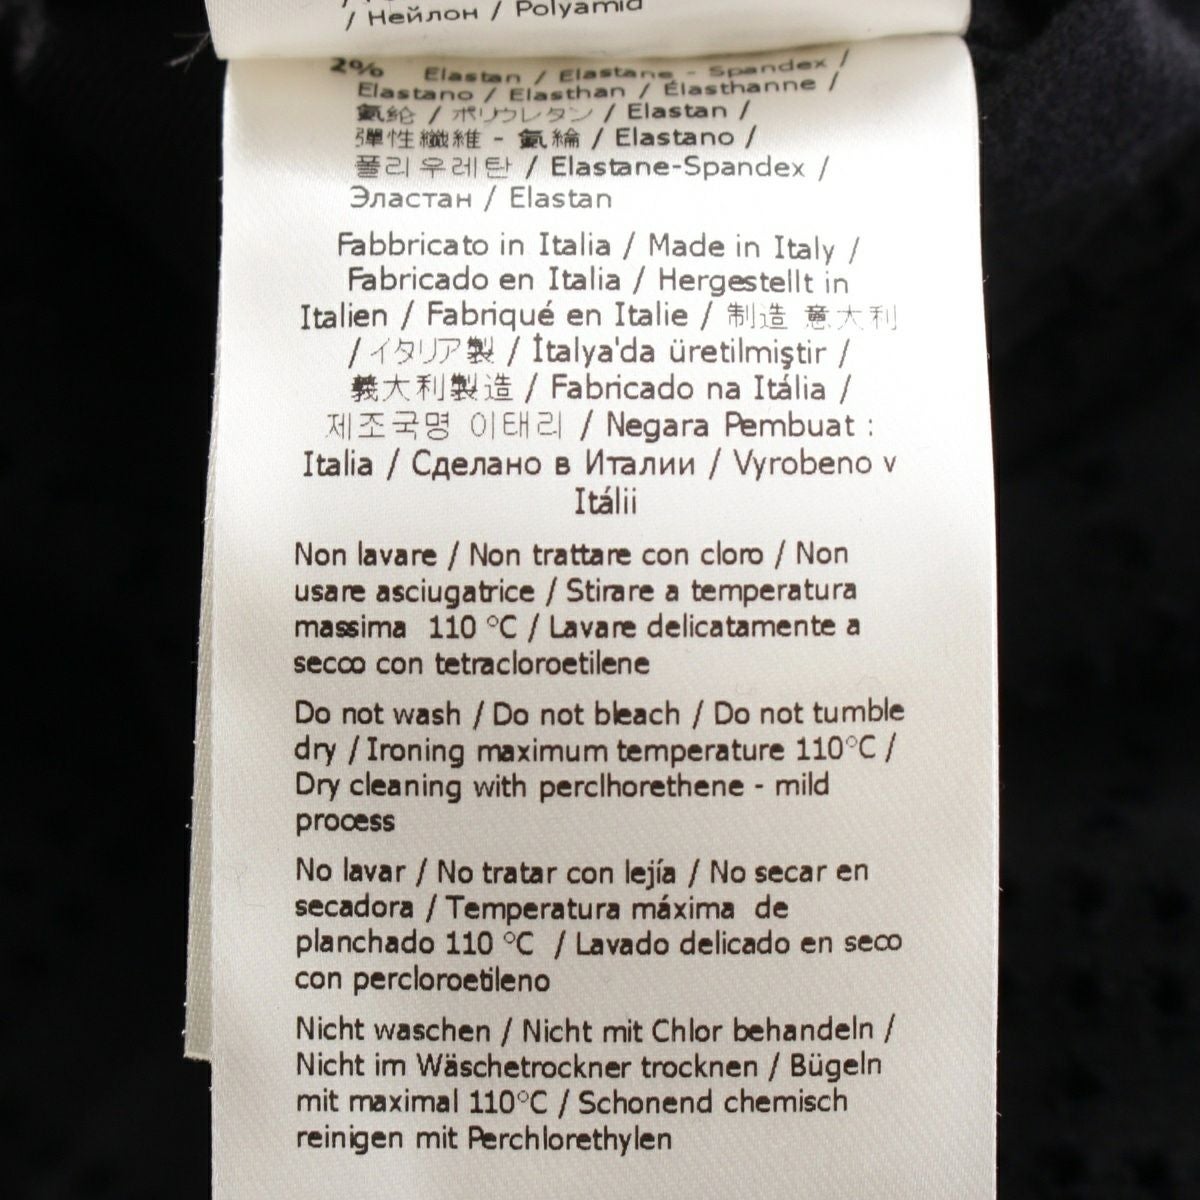 / Нейлон / Polyamid
2% Elastan / Elastane - Spandex /
Elastano / Elasthan / Élasthanne /
氨纶 / ポリウレタン / Elastan /
彈性纖維 - 氨綸 / Elastano /
폴리우레탄 / Elastane-Spandex /
Эластан / Elastan
Fabbricato in Italia / Made in Italy /
Fabricado en Italia / Hergestellt in
Italien / Fabriqué en Italie / 制造 意大利
/ イタリア製 / İtalya'da üretilmiştir /
義大利製造 / Fabricado na Itália /
제조국명 이태리 / Negara Pembuat :
Italia / Сделано в Италии / Vyrobeno v
Itálii
Non lavare / Non trattare con cloro / Non
usare asciugatrice / Stirare a temperatura
massima 110 °C / Lavare delicatamente a
secco con tetracloroetilene
Do not wash / Do not bleach / Do not tumble
dry / Ironing maximum temperature 110°C /
Dry cleaning with perclhorethene - mild
process
No lavar / No tratar con lejía / No secar en
secadora / Temperatura máxima de
planchado 110 °C / Lavado delicado en seco
con percloroetileno
Nicht waschen / Nicht mit Chlor behandeln /
Nicht im Wäschetrockner trocknen / Bügeln
mit maximal 110°C / Schonend chemisch
reinigen mit Perchlorethylen